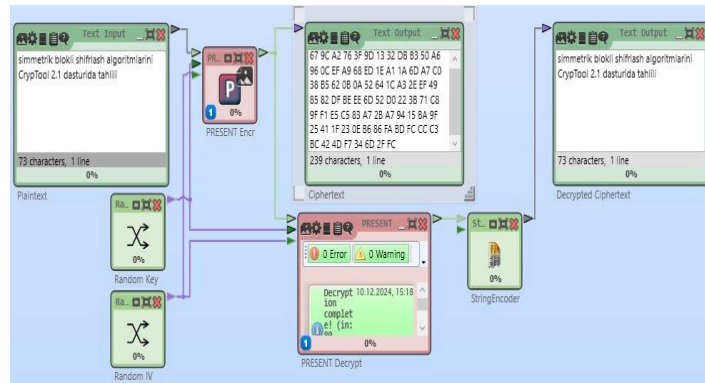 Text Input
simmetrik blokli shifrlash algoritmlarini
CrypTool 2.1 dasturida tahlili
73 characters, 1 line
0%
Plaintext
PR...
P
1
0%
PRESENT Encr
Text Output
67 9C A2 76 3F 9D 13 32 DB B3 50 A6
96 0C EF A9 68 ED 1E A1 1A 6D A7 C0
38 B5 62 0B 0A 52 64 1C A3 2E EF 49
85 82 DF BE EE 6D 52 D0 22 3B 71 C8
9F F1 E5 C5 83 A7 2B A7 94 15 BA 9F
25 41 1F 23 0E B6 86 FA BD FC CC C3
BC 42 4D F7 34 6D 2F FC
239 characters, 1 line
0%
Ciphertext
Text Output
simmetrik blokli shifrlash algoritmlarini
CrypTool 2.1 dasturida tahlili
73 characters, 1 line
0%
Decrypted Ciphertext
Ra...
0%
Random Key
Ra...
0%
Random IV
PRESENT
0 Error
0 Warning
Decrypt 10.12.2024, 15:18
ion
complet
e! (in:
1
0%
PRESENT Decrypt
St...
0%
StringEncoder